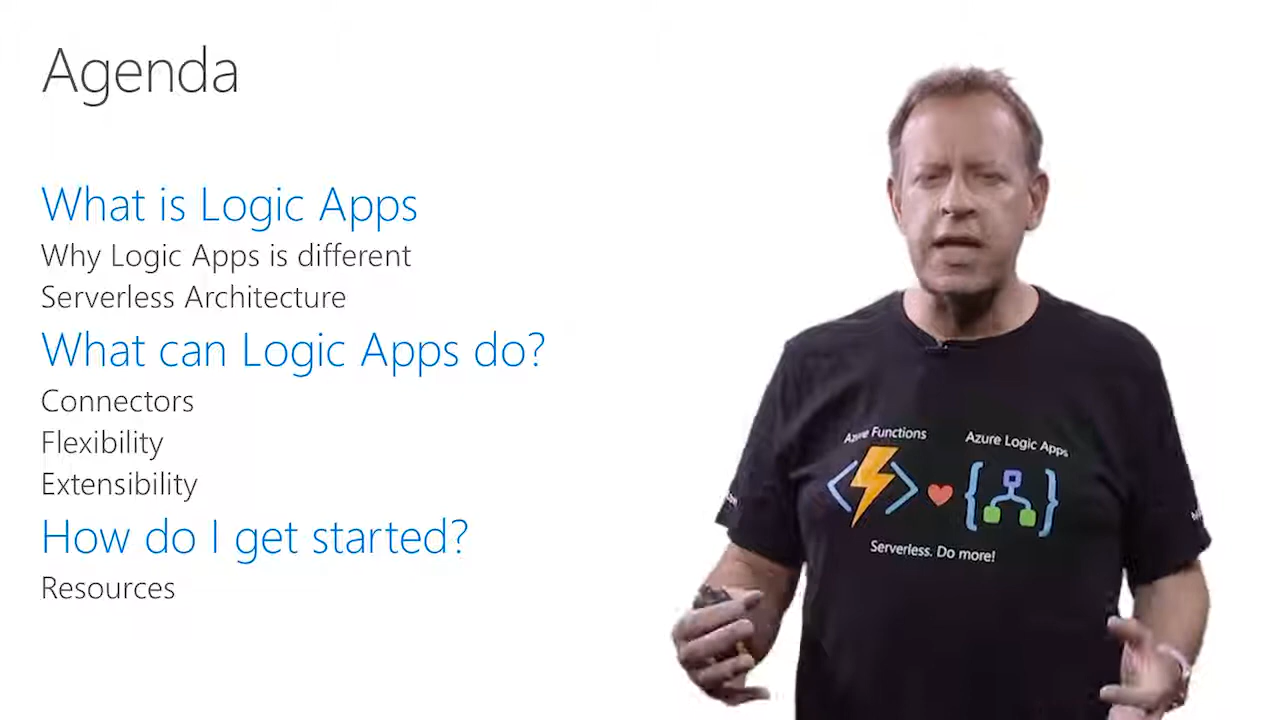 Agenda
What is Logic Apps
Why Logic Apps is different
Serverless Architecture
What can Logic Apps do?
Connectors
Flexibility
Extensibility
How do I get started?
Resources
Azure Functions
Azure Logic Apps
Serverless. Do more!